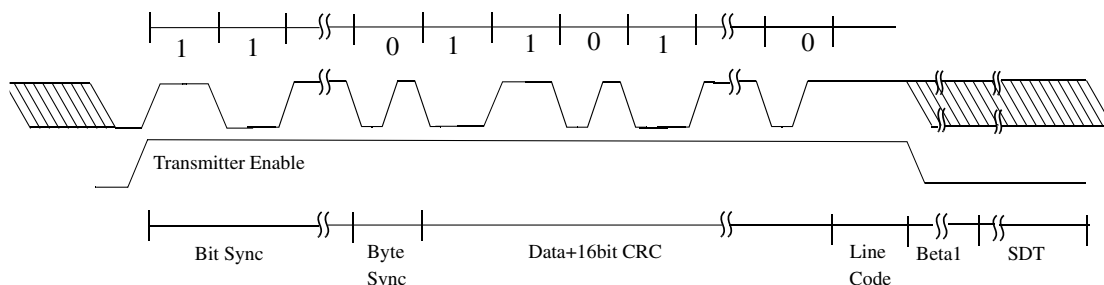 1 1 0 1 1 0 1 0
Transmitter Enable
Bit Sync Byte Sync Data+16bit CRC Line Code Beta1 SDT